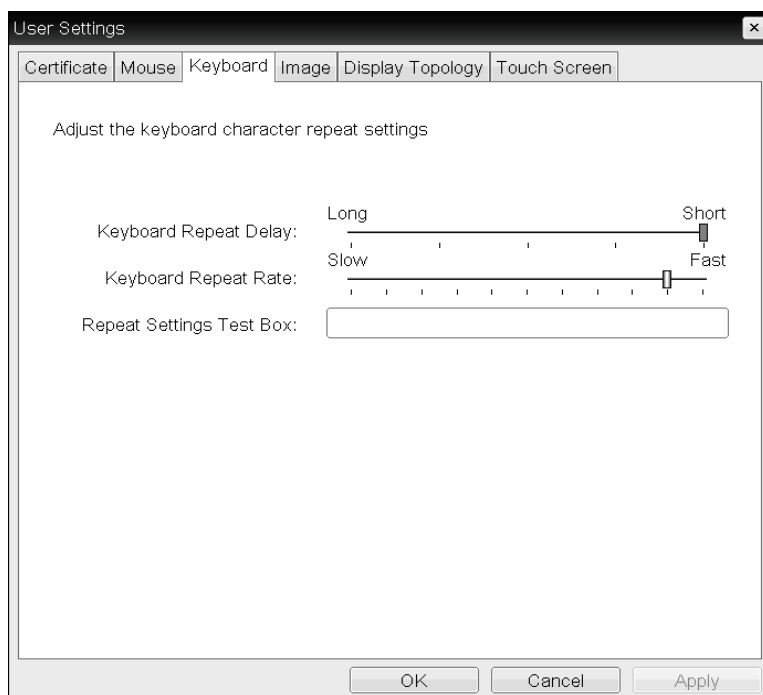 User Settings
Certificate Mouse Keyboard Image Display Topology Touch Screen
Adjust the keyboard character repeat settings
Long Short
Keyboard Repeat Delay:
Slow Fast
Keyboard Repeat Rate:
Repeat Settings Test Box:
OK Cancel Apply